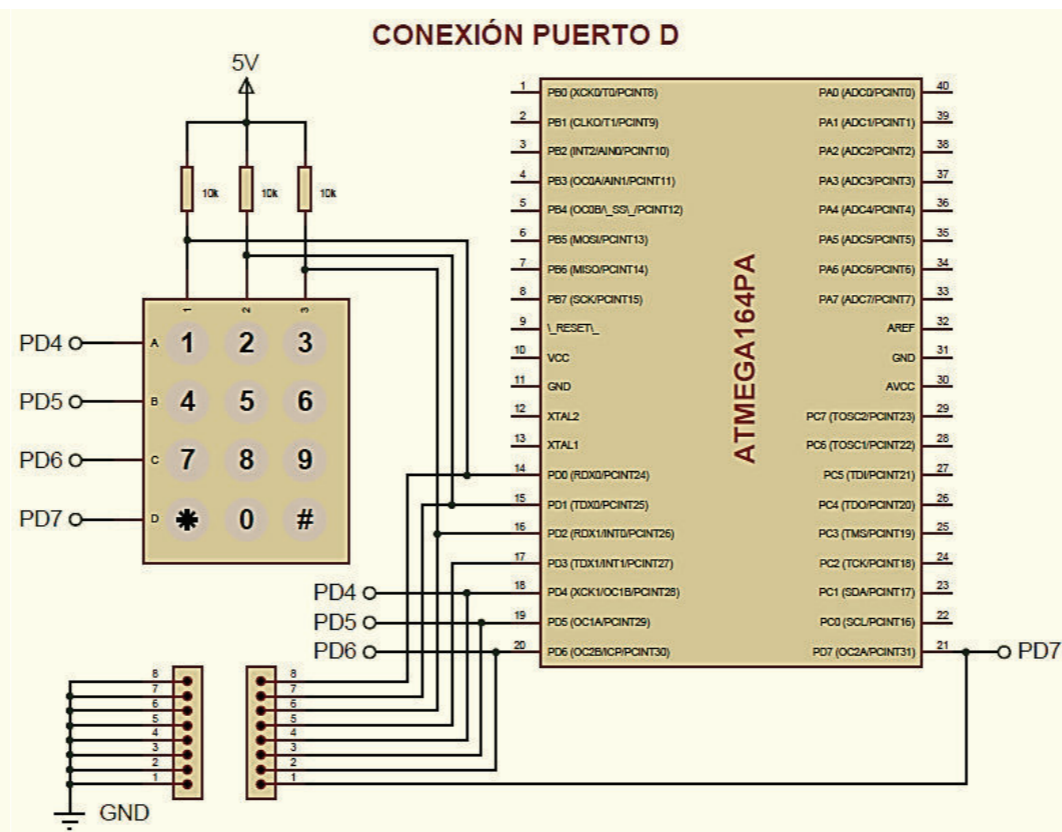 CONEXIÓN PUERTO D
5V
10k 10k 10k
1 2 3
A 1 2 3
B 4 5 6
C 7 8 9
D * 0 #
PD4
PD5
PD6
PD7
ATMEGA164PA
1 PB0 (XCK0/T0/PCINT8)
2 PB1 (CLKO/T1/PCINT9)
3 PB2 (INT2/AIN0/PCINT10)
4 PB3 (OC0A/AIN1/PCINT11)
5 PB4 (OC0B/\_SS\_/PCINT12)
6 PB5 (MOSI/PCINT13)
7 PB6 (MISO/PCINT14)
8 PB7 (SCK/PCINT15)
9 \_RESET\_
10 VCC
11 GND
12 XTAL2
13 XTAL1
14 PD0 (RDX0/PCINT24)
15 PD1 (TDX0/PCINT25)
16 PD2 (RDX1/INT0/PCINT26)
17 PD3 (TDX1/INT1/PCINT27)
18 PD4 (XCK1/OC1B/PCINT28)
19 PD5 (OC1A/PCINT29)
20 PD6 (OC2B/ICP/PCINT30)
PA0 (ADC0/PCINT0) 40
PA1 (ADC1/PCINT1) 39
PA2 (ADC2/PCINT2) 38
PA3 (ADC3/PCINT3) 37
PA4 (ADC4/PCINT4) 36
PA5 (ADC5/PCINT5) 35
PA6 (ADC6/PCINT6) 34
PA7 (ADC7/PCINT7) 33
AREF 32
GND 31
AVCC 30
PC7 (TOSC2/PCINT23) 29
PC6 (TOSC1/PCINT22) 28
PC5 (TDI/PCINT21) 27
PC4 (TDO/PCINT20) 26
PC3 (TMS/PCINT19) 25
PC2 (TCK/PCINT18) 24
PC1 (SDA/PCINT17) 23
PC0 (SCL/PCINT16) 22
PD7 (OC2A/PCINT31) 21
PD4
PD5
PD6
PD7
8 8
7 7
6 6
5 5
4 4
3 3
2 2
1 1
GND